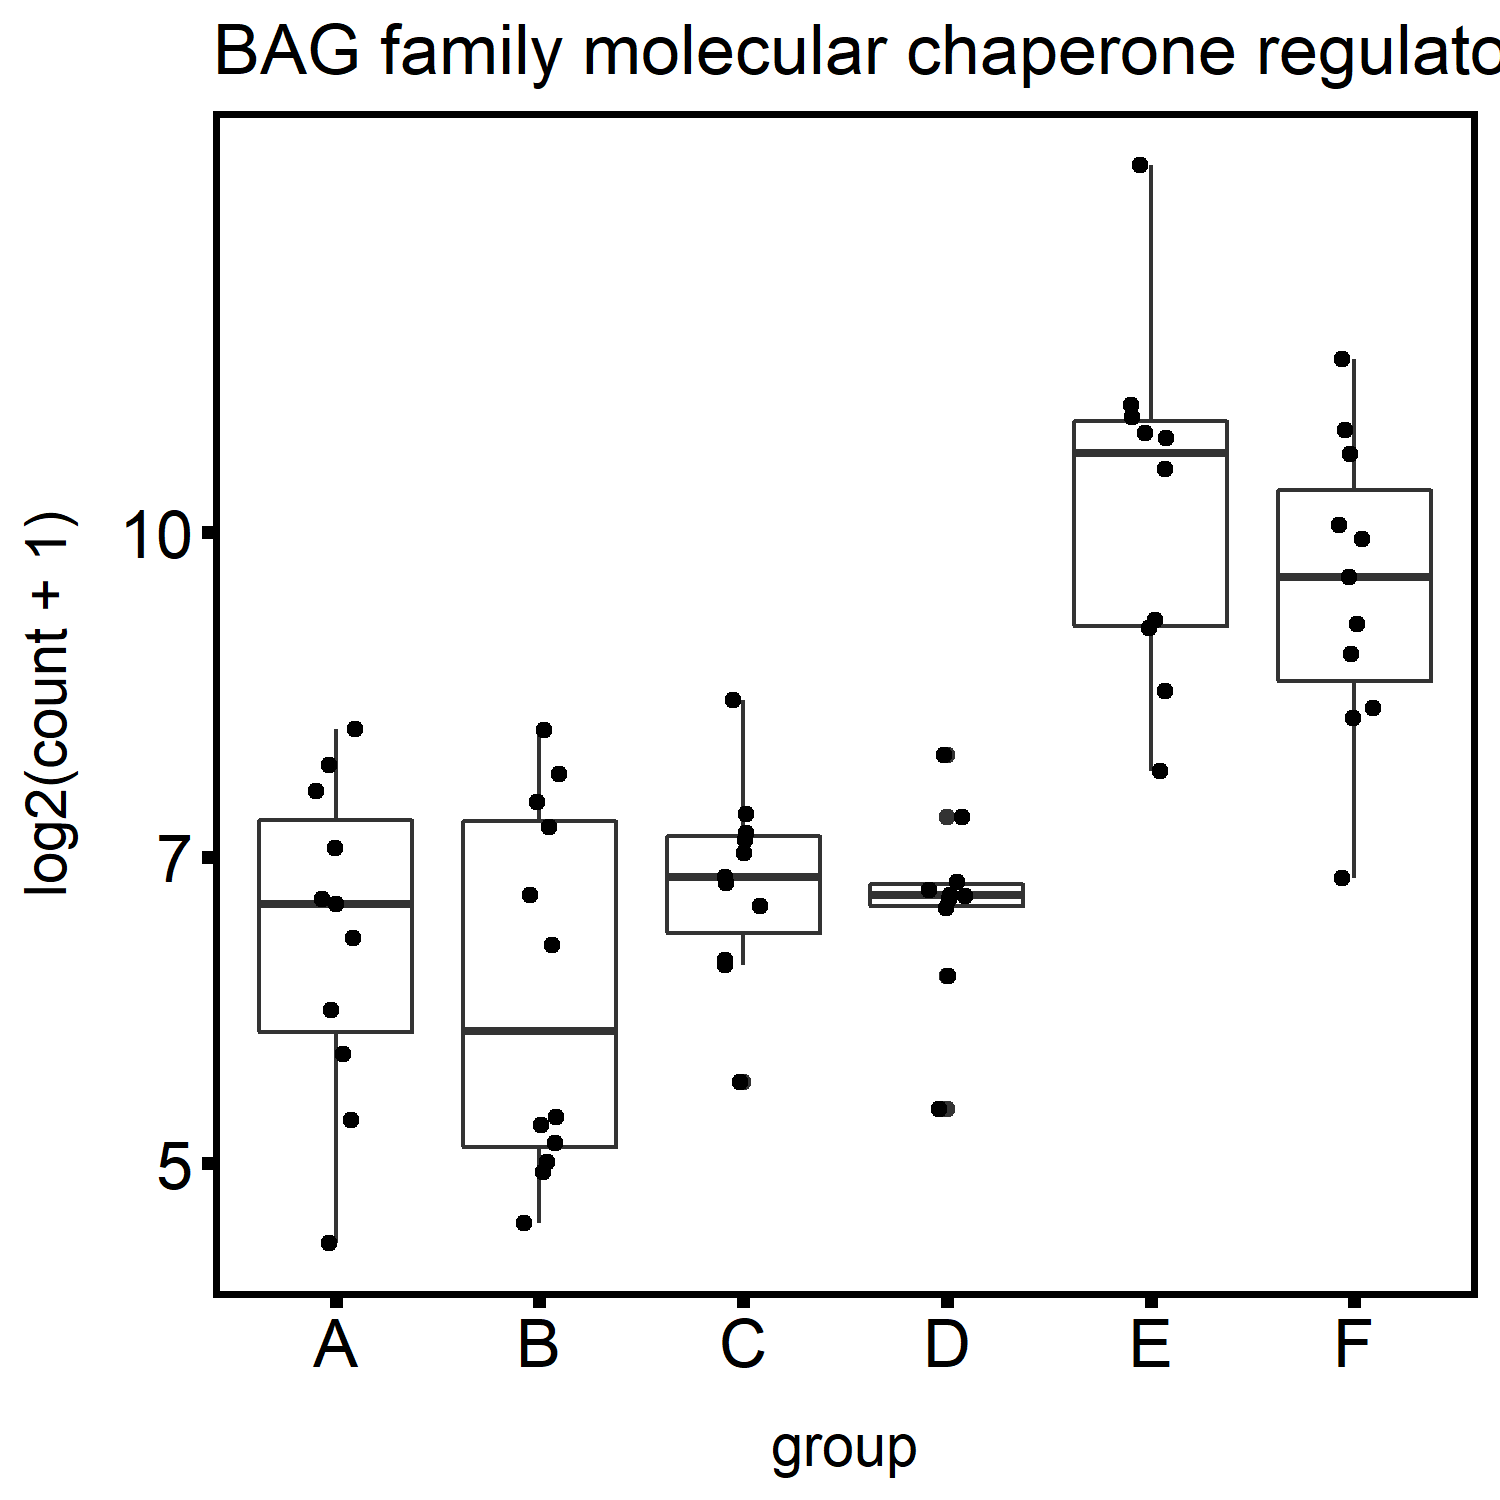 BAG family molecular chaperone regulato
log2(count + 1)
10
7
5
A B C D E F
group